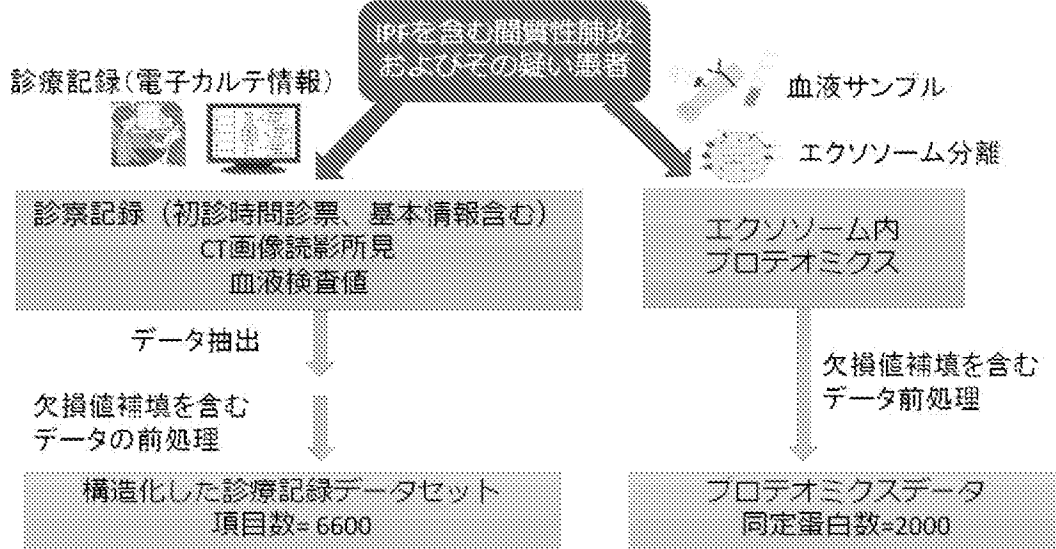 IPFを含む間質性肺炎
およびその疑い患者
診療記録(電子カルテ情報)
血液サンプル
エクソソーム分離
診察記録(初診時問診票、基本情報含む)
CT画像読影所見
血液検査値
エクソソーム内
プロテオミクス
データ抽出
欠損値補填を含む
データの前処理
欠損値補填を含む
データ前処理
構造化した診療記録データセット
項目数= 6600
プロテオミクスデータ
同定蛋白数=2000